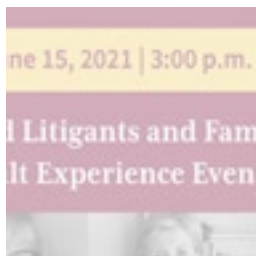 ne 15, 2021 | 3:00 p.m.
d Litigants and Fam
lt Experience Even